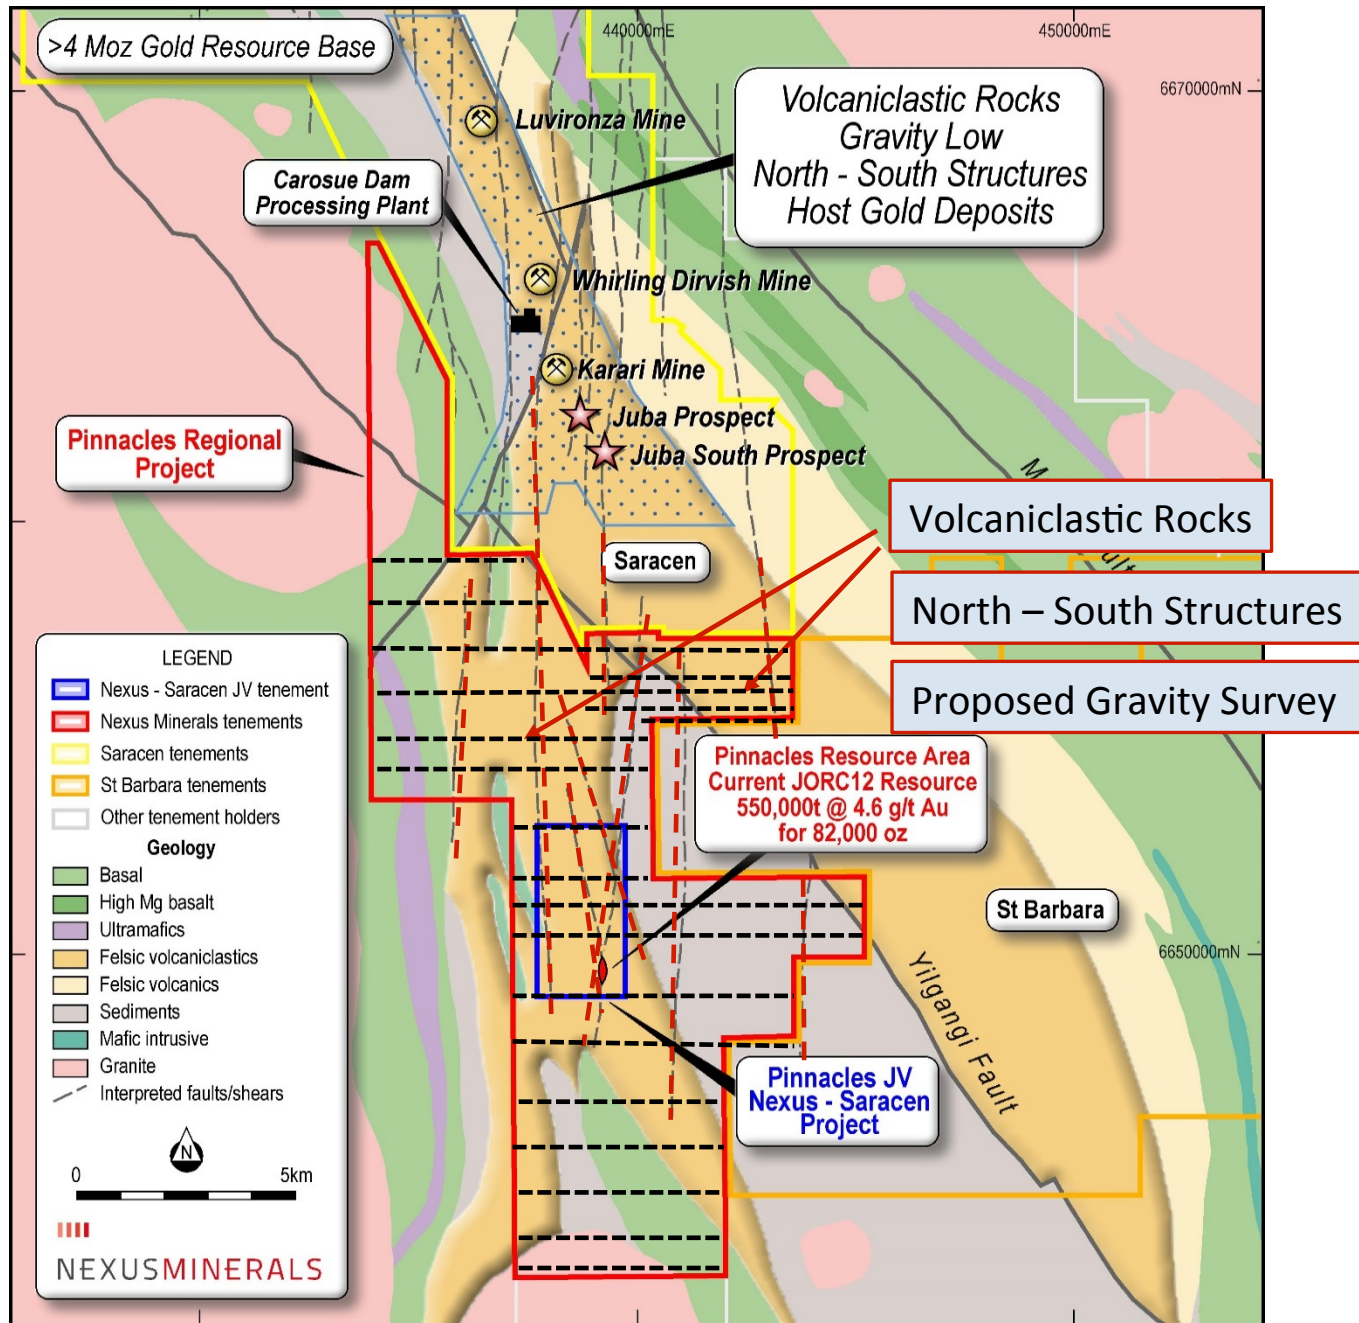 >4 Moz Gold Resource Base
440000mE
450000mE
6670000mN
Volcaniclastic Rocks
Gravity Low
North - South Structures
Host Gold Deposits
Luvironza Mine
Carosue Dam
Processing Plant
Whirling Dirvish Mine
Karari Mine
Juba Prospect
Juba South Prospect
Pinnacles Regional
Project
Saracen
Volcaniclastic Rocks
North – South Structures
Proposed Gravity Survey
Pinnacles Resource Area
Current JORC12 Resource
550,000t @ 4.6 g/t Au
for 82,000 oz
St Barbara
6650000mN
Yilgangi Fault
Pinnacles JV
Nexus - Saracen
Project
LEGEND
Nexus - Saracen JV tenement
Nexus Minerals tenements
Saracen tenements
St Barbara tenements
Other tenement holders
Geology
Basal
High Mg basalt
Ultramafics
Felsic volcaniclastics
Felsic volcanics
Sediments
Mafic intrusive
Granite
Interpreted faults/shears
N
0 5km
NEXUSMINERALS